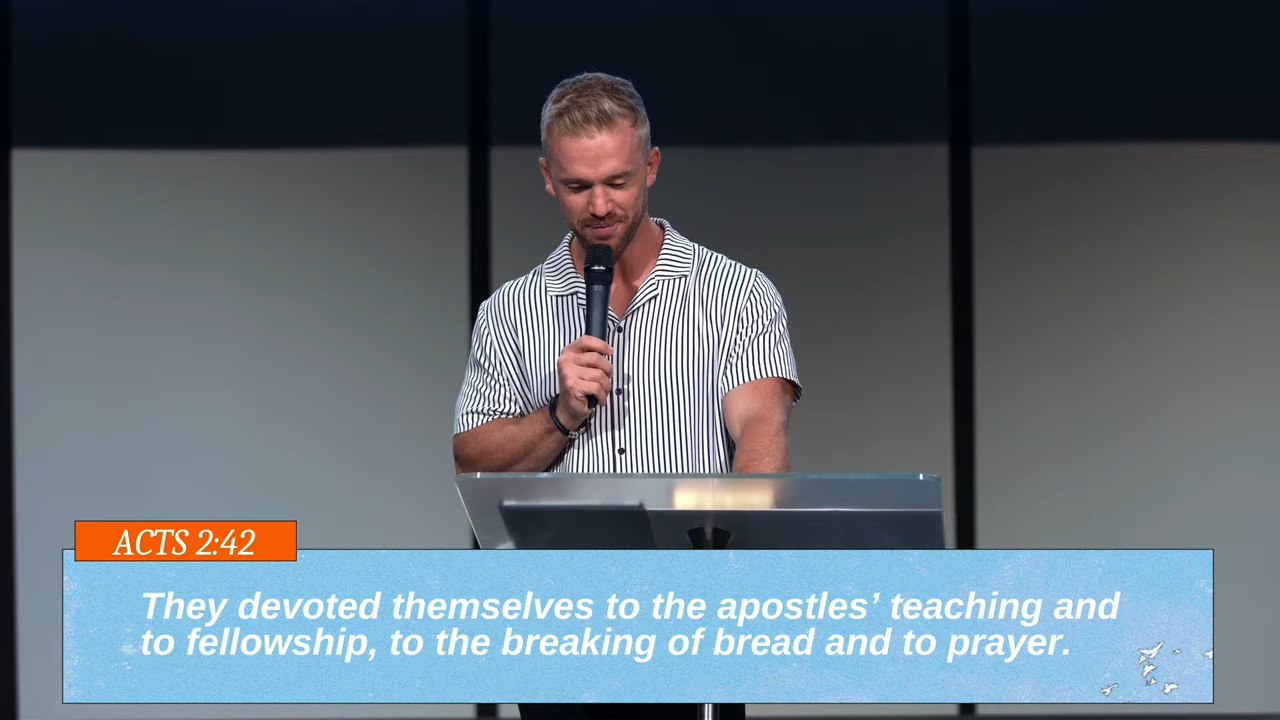 ACTS 2:42
They devoted themselves to the apostles’ teaching and
to fellowship, to the breaking of bread and to prayer.